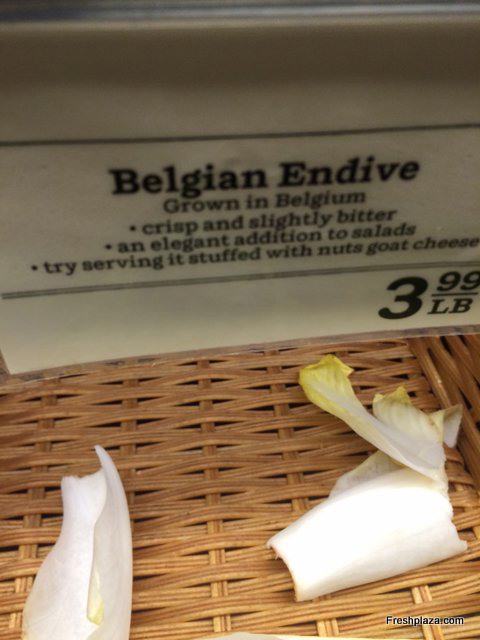 Belgian Endive
Grown in Belgium
• crisp and slightly bitter
• an elegant addition to salads
• try serving it stuffed with nuts goat cheese
3 99
LB
Freshplaza.com